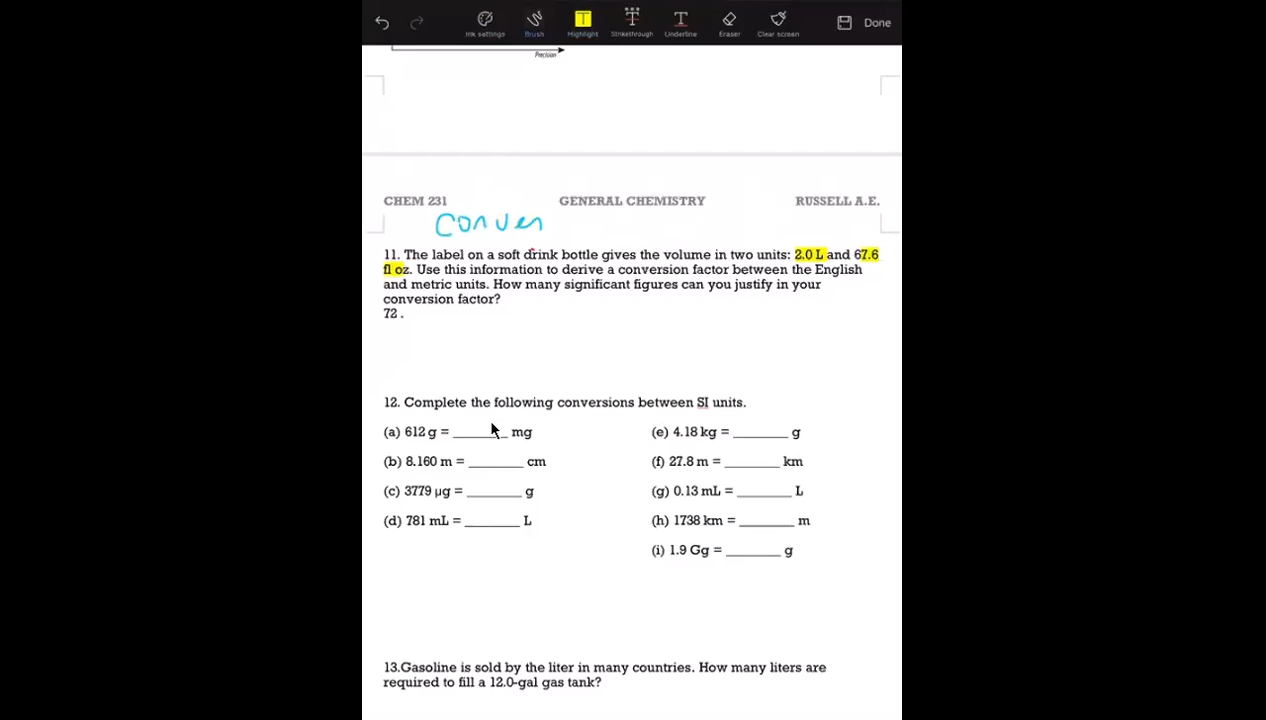 Ink settings Brush Highlight Strikethrough Underline Eraser Clear screen Done
Precision
CHEM 231 GENERAL CHEMISTRY RUSSELL A.E.
conver
11. The label on a soft drink bottle gives the volume in two units: 2.0 L and 67.6
fl oz. Use this information to derive a conversion factor between the English
and metric units. How many significant figures can you justify in your
conversion factor?
72 .
12. Complete the following conversions between SI units.
(a) 612 g = ________ mg
(b) 8.160 m = ________ cm
(c) 3779 µg = ________ g
(d) 781 mL = ________ L
(e) 4.18 kg = ________ g
(f) 27.8 m = ________ km
(g) 0.13 mL = ________ L
(h) 1738 km = ________ m
(i) 1.9 Gg = ________ g
13.Gasoline is sold by the liter in many countries. How many liters are
required to fill a 12.0-gal gas tank?